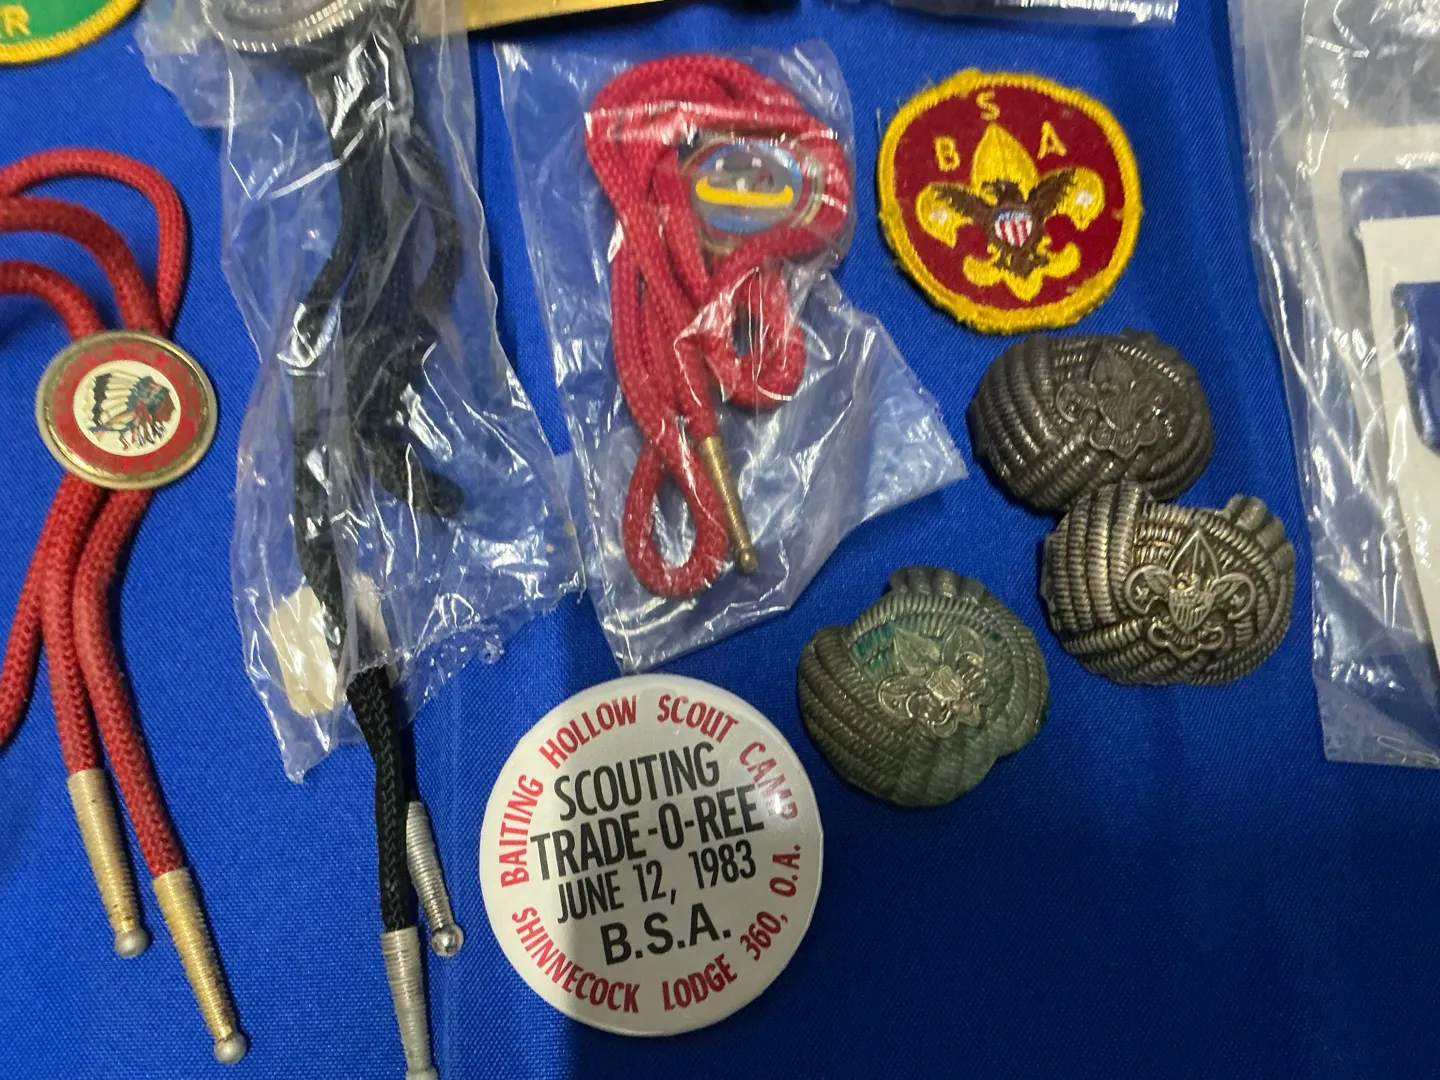 R
B S A
BAITING HOLLOW SCOUT CAMP
SCOUTING
TRADE-O-REE
JUNE 12, 1983
B.S.A.
SHINNECOCK LODGE 360, O.A.